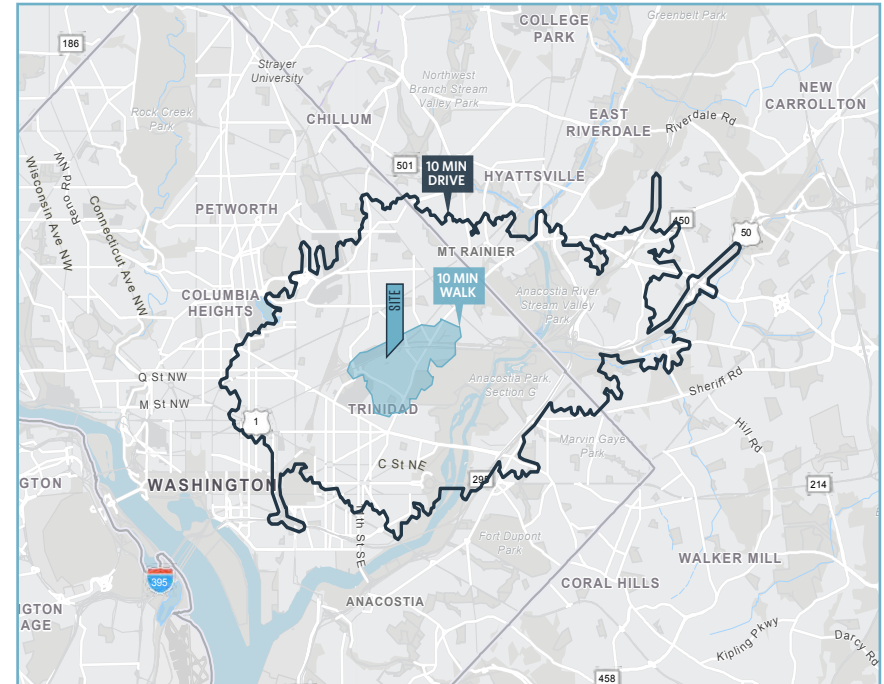 COLLEGE
PARK
Greenbelt Park
186
Strayer
University
Northwest
Branch Stream
Valley Park
NEW
CARROLLTON
Rock Creek
Park
CHILLUM
EAST
RIVERDALE
Riverdale Rd
501
10 MIN
DRIVE
HYATTSVILLE
Wisconsin Ave NW
Reno Rd NW
Connecticut Ave NW
PETWORTH
450
50
MT RAINIER
COLUMBIA
HEIGHTS
SITE
10 MIN
WALK
Anacostia River
Stream Valley
Park
Q St NW
M St NW
Anacostia Park
Section G
Sheriff Rd
TRINIDAD
1
Hill Rd
Marvin Gaye
Park
C St NE
GTON
WASHINGTON
295
214
th St SE
Fort Dupont
Park
WALKER MILL
395
CORAL HILLS
ANACOSTIA
IGTON
AGE
Kipling Pkwy
Darcy Rd
458